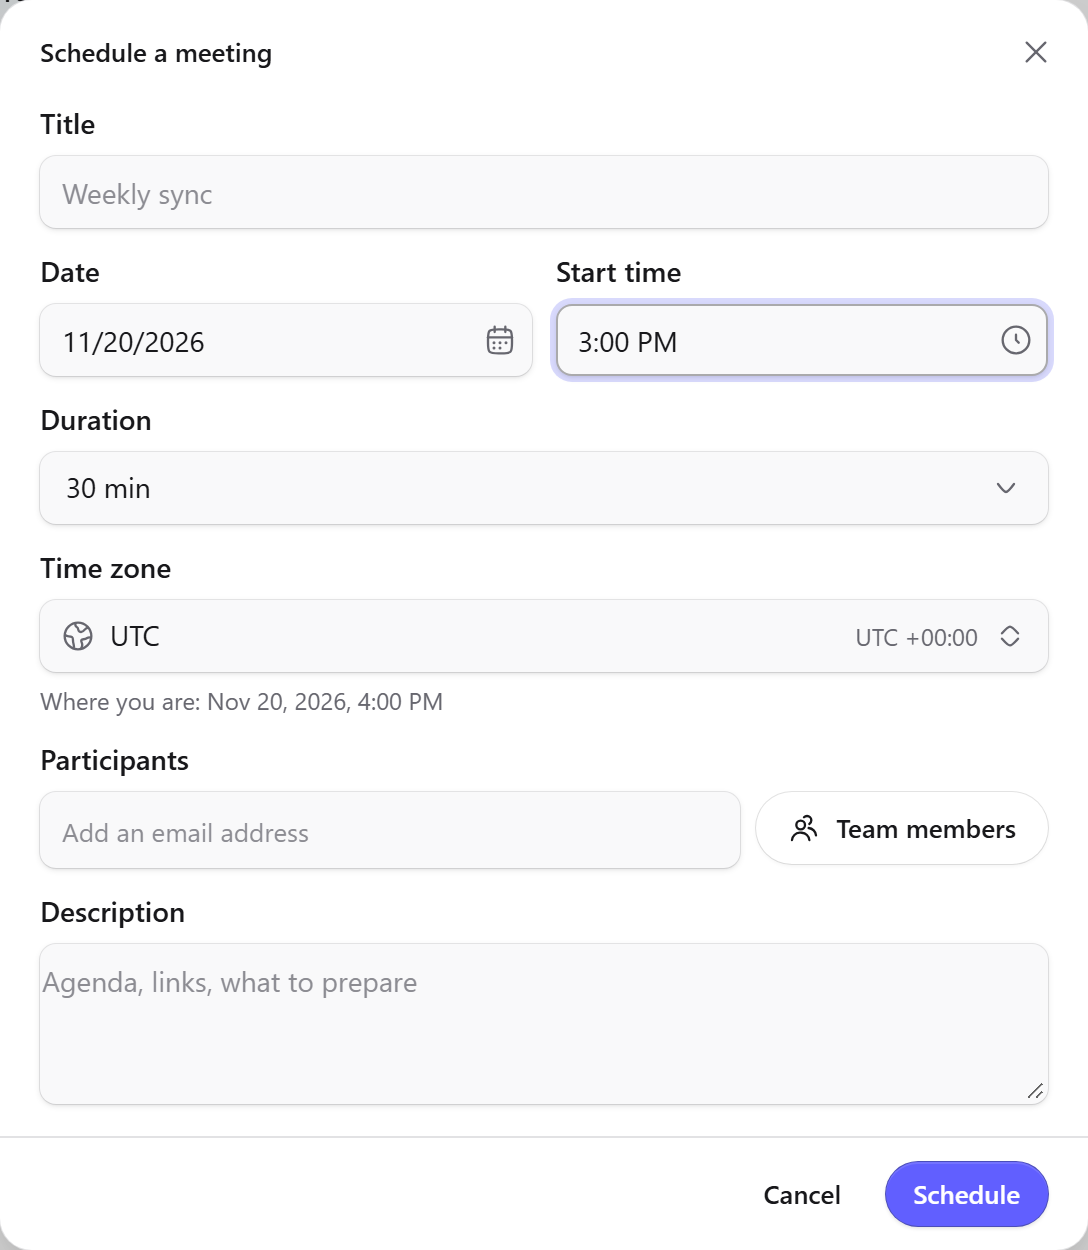 Schedule a meeting
Title
Weekly sync
Date
Start time
11/20/2026
3:00 PM
Duration
30 min
Time zone
UTC
UTC +00:00
Where you are: Nov 20, 2026, 4:00 PM
Participants
Add an email address
Team members
Description
Agenda, links, what to prepare
Cancel
Schedule